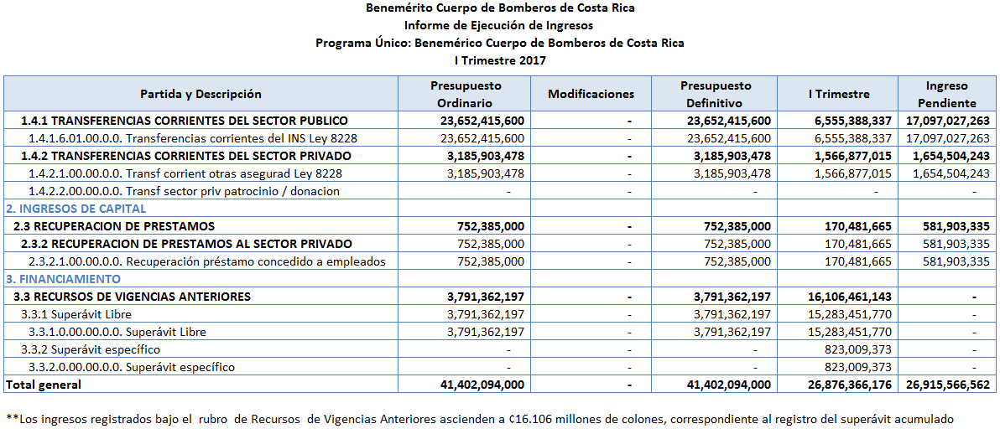 Benemérito Cuerpo de Bomberos de Costa Rica
Informe de Ejecución de Ingresos
Programa Único: Benemérico Cuerpo de Bomberos de Costa Rica
I Trimestre 2017
Partida y Descripción Presupuesto Ordinario Modificaciones Presupuesto Definitivo I Trimestre Ingreso Pendiente
1.4.1 TRANSFERENCIAS CORRIENTES DEL SECTOR PUBLICO 23,652,415,600 - 23,652,415,600 6,555,388,337 17,097,027,263
1.4.1.6.01.00.0.0. Transferencias corrientes del INS Ley 8228 23,652,415,600 23,652,415,600 6,555,388,337 17,097,027,263
1.4.2 TRANSFERENCIAS CORRIENTES DEL SECTOR PRIVADO 3,185,903,478 - 3,185,903,478 1,566,877,015 1,654,504,243
1.4.2.1.00.00.0.0. Transf corrient otras asegurad Ley 8228 3,185,903,478 3,185,903,478 1,566,877,015 1,654,504,243
1.4.2.2.00.00.0.0. Transf sector priv patrocinio / donacion - - - -
2. INGRESOS DE CAPITAL
2.3 RECUPERACION DE PRESTAMOS 752,385,000 - 752,385,000 170,481,665 581,903,335
2.3.2 RECUPERACION DE PRESTAMOS AL SECTOR PRIVADO 752,385,000 - 752,385,000 170,481,665 581,903,335
2.3.2.1.00.00.0.0. Recuperación préstamo concedido a empleados 752,385,000 - 752,385,000 170,481,665 581,903,335
3. FINANCIAMIENTO
3.3 RECURSOS DE VIGENCIAS ANTERIORES 3,791,362,197 - 3,791,362,197 16,106,461,143 -
3.3.1 Superávit Libre 3,791,362,197 - 3,791,362,197 15,283,451,770 -
3.3.1.0.00.00.0.0. Superávit Libre 3,791,362,197 - 3,791,362,197 15,283,451,770 -
3.3.2 Superávit específico - - - 823,009,373 -
3.3.2.0.00.00.0.0. Superávit específico - - - 823,009,373 -
Total general 41,402,094,000 - 41,402,094,000 26,876,366,176 26,915,566,562
**Los ingresos registrados bajo el rubro de Recursos de Vigencias Anteriores ascienden a ¢16.106 millones de colones, correspondiente al registro del superávit acumulado